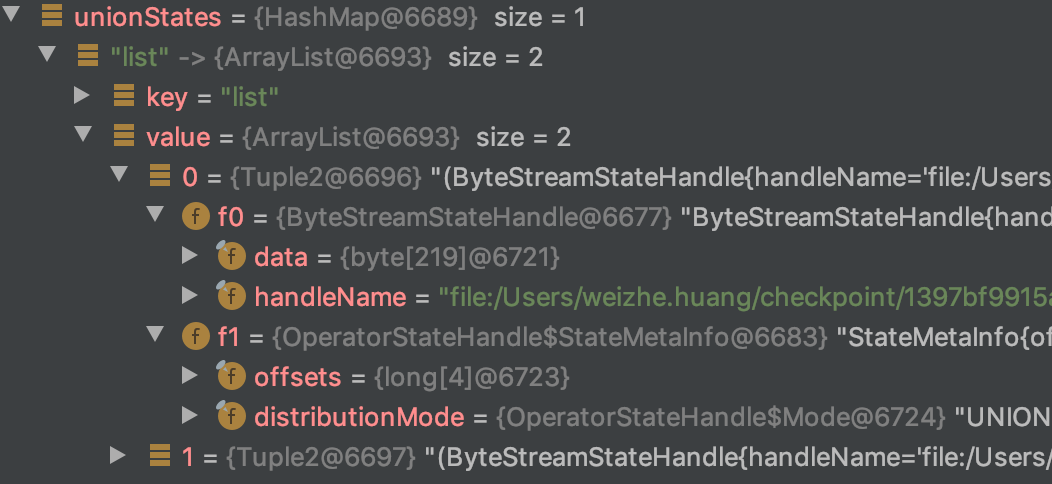 unionStates = {HashMap@6689} size = 1
"list" -> {ArrayList@6693} size = 2
key = "list"
value = {ArrayList@6693} size = 2
0 = {Tuple2@6696} "(ByteStreamStateHandle{handleName='file:/Users
f f0 = {ByteStreamStateHandle@6677} "ByteStreamStateHandle{hand
f data = {byte[219]@6721}
f handleName = "file:/Users/weizhe.huang/checkpoint/1397bf9915a
f f1 = {OperatorStateHandle$StateMetaInfo@6683} "StateMetaInfo{of
f offsets = {long[4]@6723}
f distributionMode = {OperatorStateHandle$Mode@6724} "UNION
1 = {Tuple2@6697} "(ByteStreamStateHandle{handleName='file:/Users/